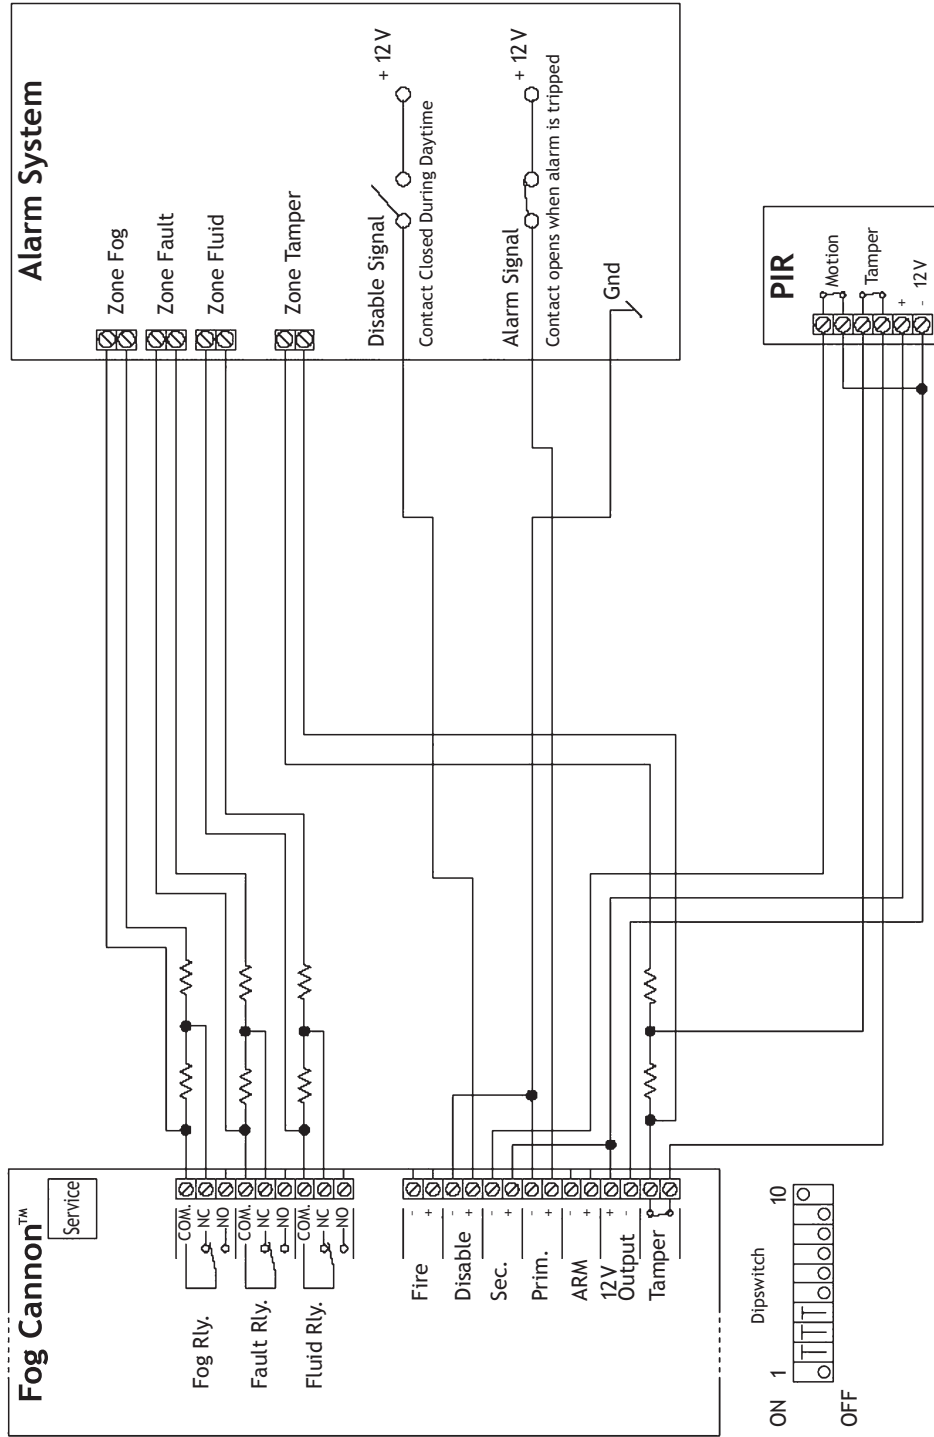 Alarm System
Zone Fog
Zone Fault
Zone Fluid
Zone Tamper
Disable Signal
+ 12 V
Contact Closed During Daytime
Alarm Signal
+ 12 V
Contact opens when alarm is tripped
Gnd
PIR
Motion
Tamper
+
- 12 V
Fog Cannon™
Service
Fog Rly.
COM.
NC
NO
Fault Rly.
COM.
NC
NO
Fluid Rly.
COM.
NC
NO
Fire
-
+
Disable
-
+
Sec.
-
+
Prim.
-
+
ARM
-
+
12 V
Output
+
-
Tamper
Dipswitch
ON
1
10
OFF